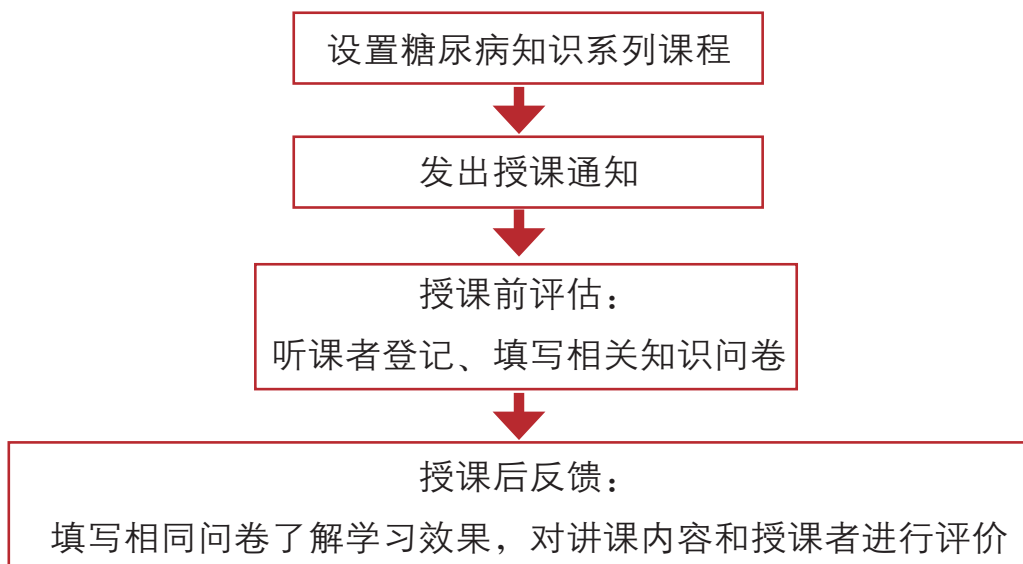 设置糖尿病知识系列课程
发出授课通知
授课前评估：
听课者登记、填写相关知识问卷
授课后反馈：
填写相同问卷了解学习效果，对讲课内容和授课者进行评价